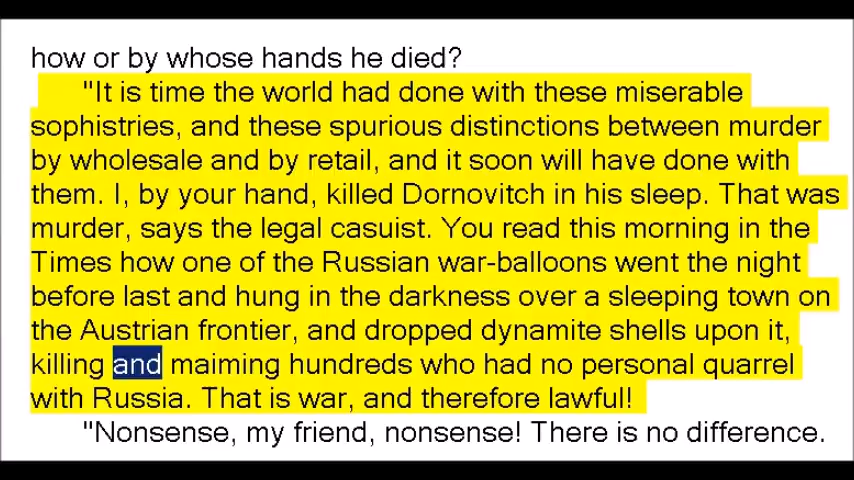 how or by whose hands he died?
"It is time the world had done with these miserable
sophistries, and these spurious distinctions between murder
by wholesale and by retail, and it soon will have done with
them. I, by your hand, killed Dornovitch in his sleep. That was
murder, says the legal casuist. You read this morning in the
Times how one of the Russian war-balloons went the night
before last and hung in the darkness over a sleeping town on
the Austrian frontier, and dropped dynamite shells upon it,
killing and maiming hundreds who had no personal quarrel
with Russia. That is war, and therefore lawful!
"Nonsense, my friend, nonsense! There is no difference.